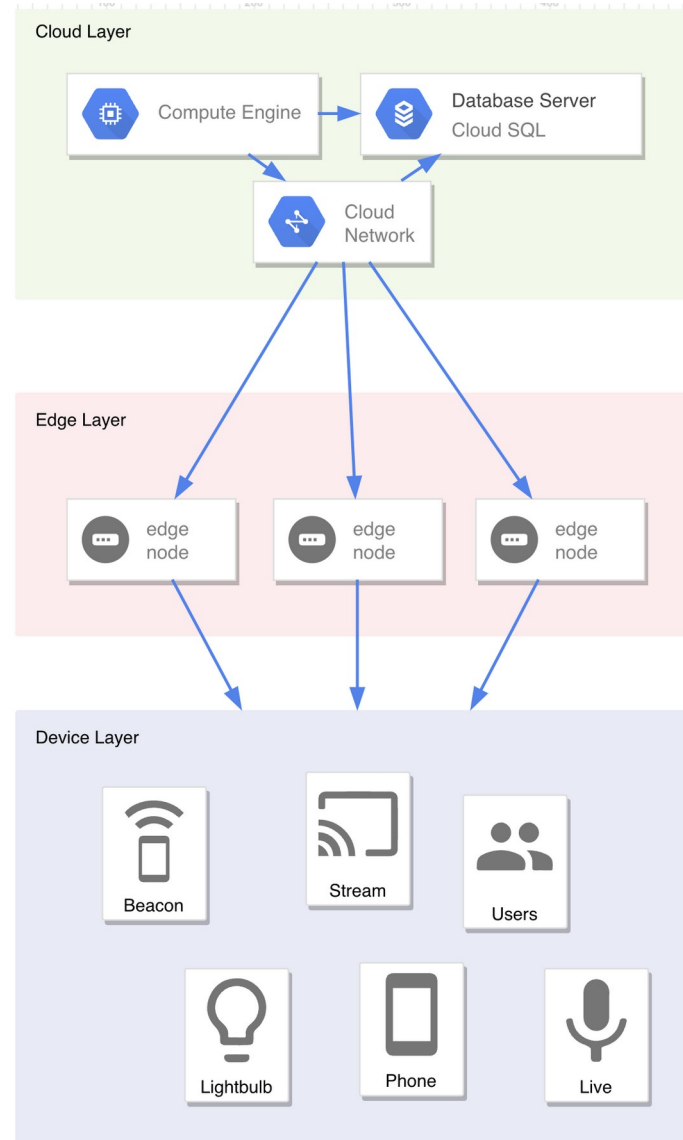 Cloud Layer
Compute Engine
Database Server
Cloud SQL
Cloud
Network
Edge Layer
edge
node
edge
node
edge
node
Device Layer
Beacon
Stream
Users
Lightbulb
Phone
Live